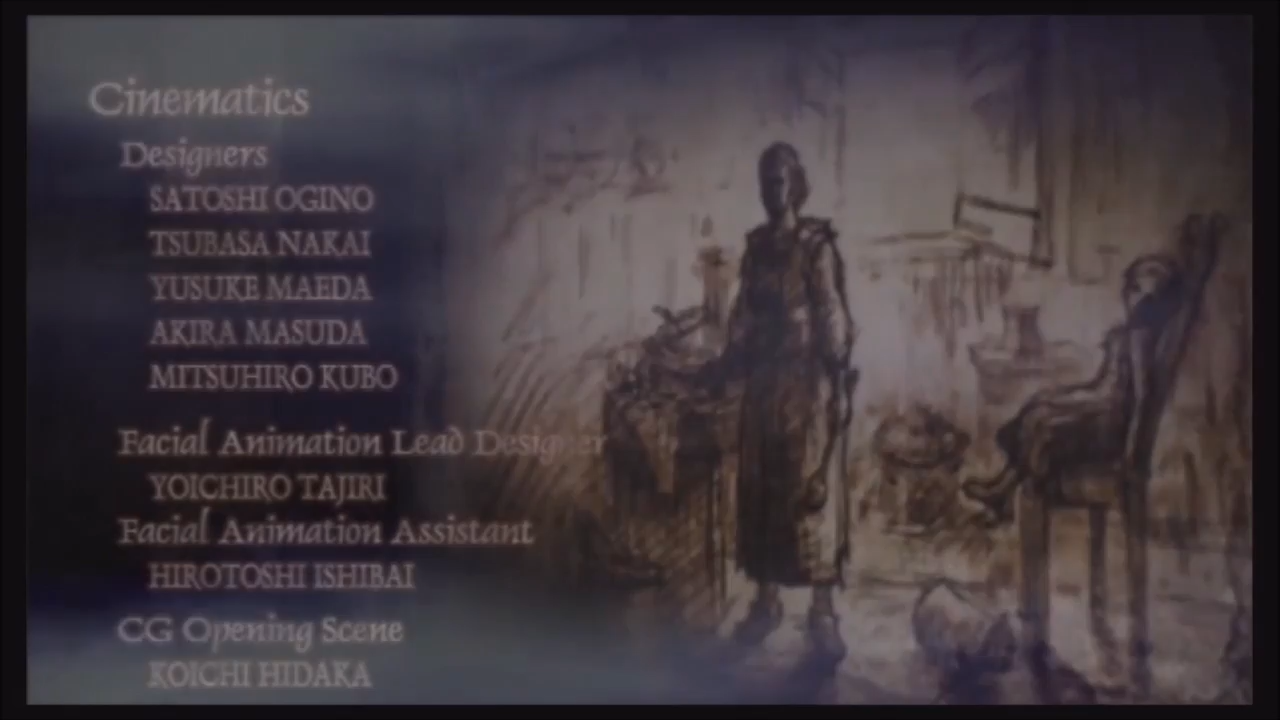 Cinematics
Designers
SATOSHI OGINO
TSUBASA NAKAI
YUSUKE MAEDA
AKIRA MASUDA
MITSUHIRO KUBO
Facial Animation Lead Designer
YOICHIRO TAJIRI
Facial Animation Assistant
HIROTOSHI ISHIBAI
CG Opening Scene
KOICHI HIDAKA